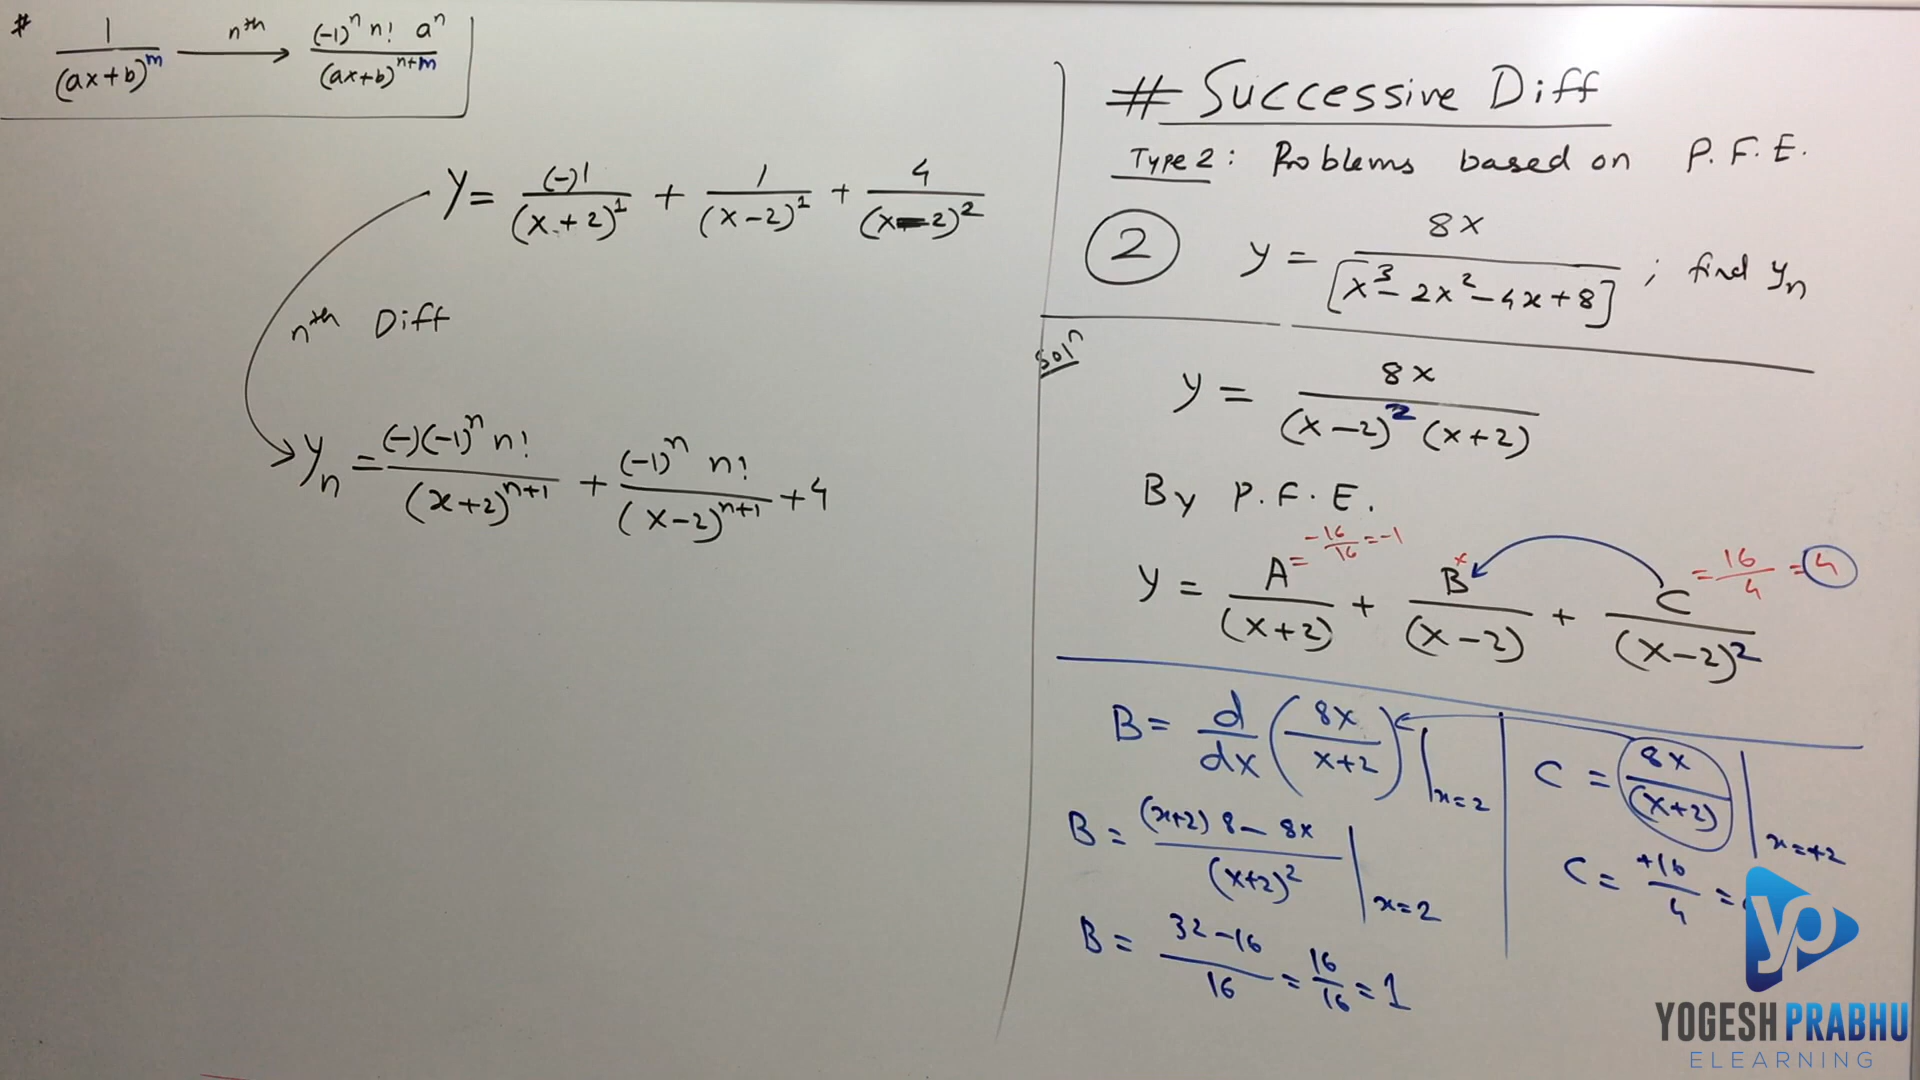 # 1/(ax+b)^m —nth→ (-1)^n n! a^n/(ax+b)^{n+m}
y = (-)1/(x+2)^1 + 1/(x-2)^1 + 4/(x-2)^2
nth Diff
y_n = (-)(-1)^n n!/(x+2)^{n+1} + (-1)^n n!/(x-2)^{n+1} + 4
# Successive Diff
Type 2 : Problems based on P.F.E.
② y = 8x/[x^3-2x^2-4x+8] ; find y_n
Sol^n
y = 8x/(x-2)^2 (x+2)
By P.F.E.
y = A/(x+2) + B/(x-2) + C/(x-2)^2
= -16/16 = -1
x
= 16/4 = 4
B = d/dx (8x/x+2)|x=2
B = (x+2) 8 - 8x/(x+2)^2 |x=2
B = 32-16/16 = 16/16 = 1
C = 8x/(x+2) |x=+2
C = +16/4 =
yp
YOGESH PRABHU
ELEARNING